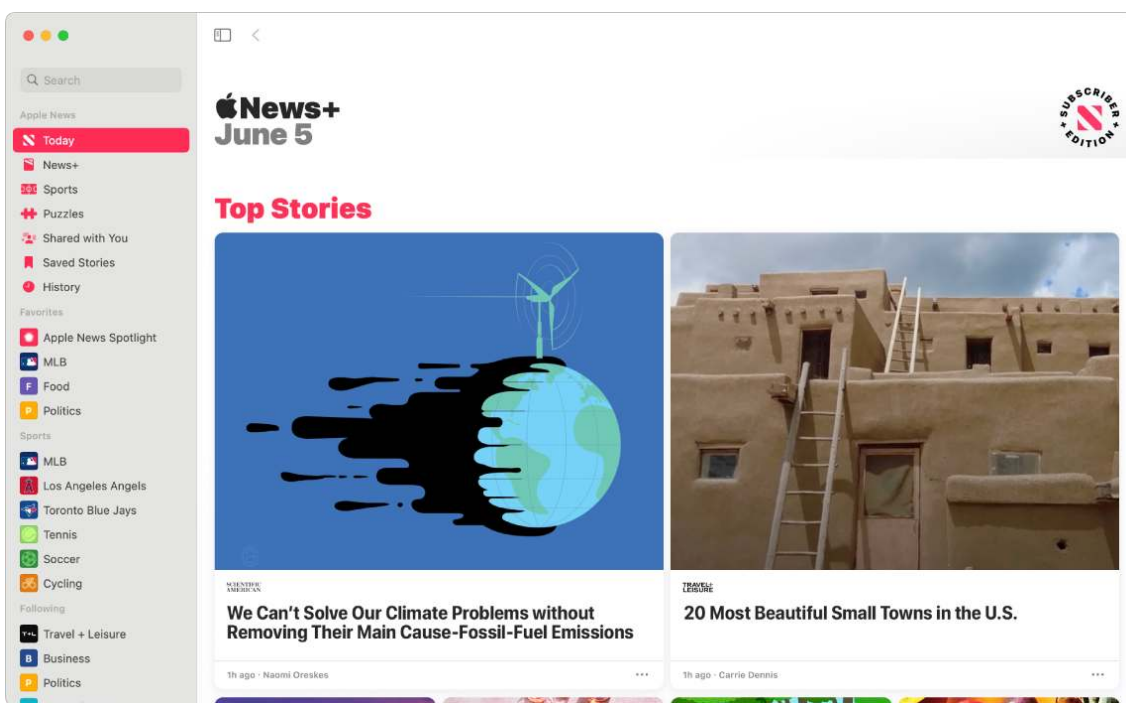 Search
Apple News
Today
News+
Sports
Puzzles
Shared with You
Saved Stories
History
Favorites
Apple News Spotlight
MLB
F Food
P Politics
Sports
MLB
Los Angeles Angels
Toronto Blue Jays
Tennis
Soccer
Cycling
Following
T+L Travel + Leisure
B Business
P Politics
News+
June 5
SUBSCRIBER
EDITION
Top Stories
SCIENTIFIC
AMERICAN
We Can't Solve Our Climate Problems without
Removing Their Main Cause-Fossil-Fuel Emissions
1h ago · Naomi Oreskes
TRAVEL+
LEISURE
20 Most Beautiful Small Towns in the U.S.
1h ago · Carrie Dennis